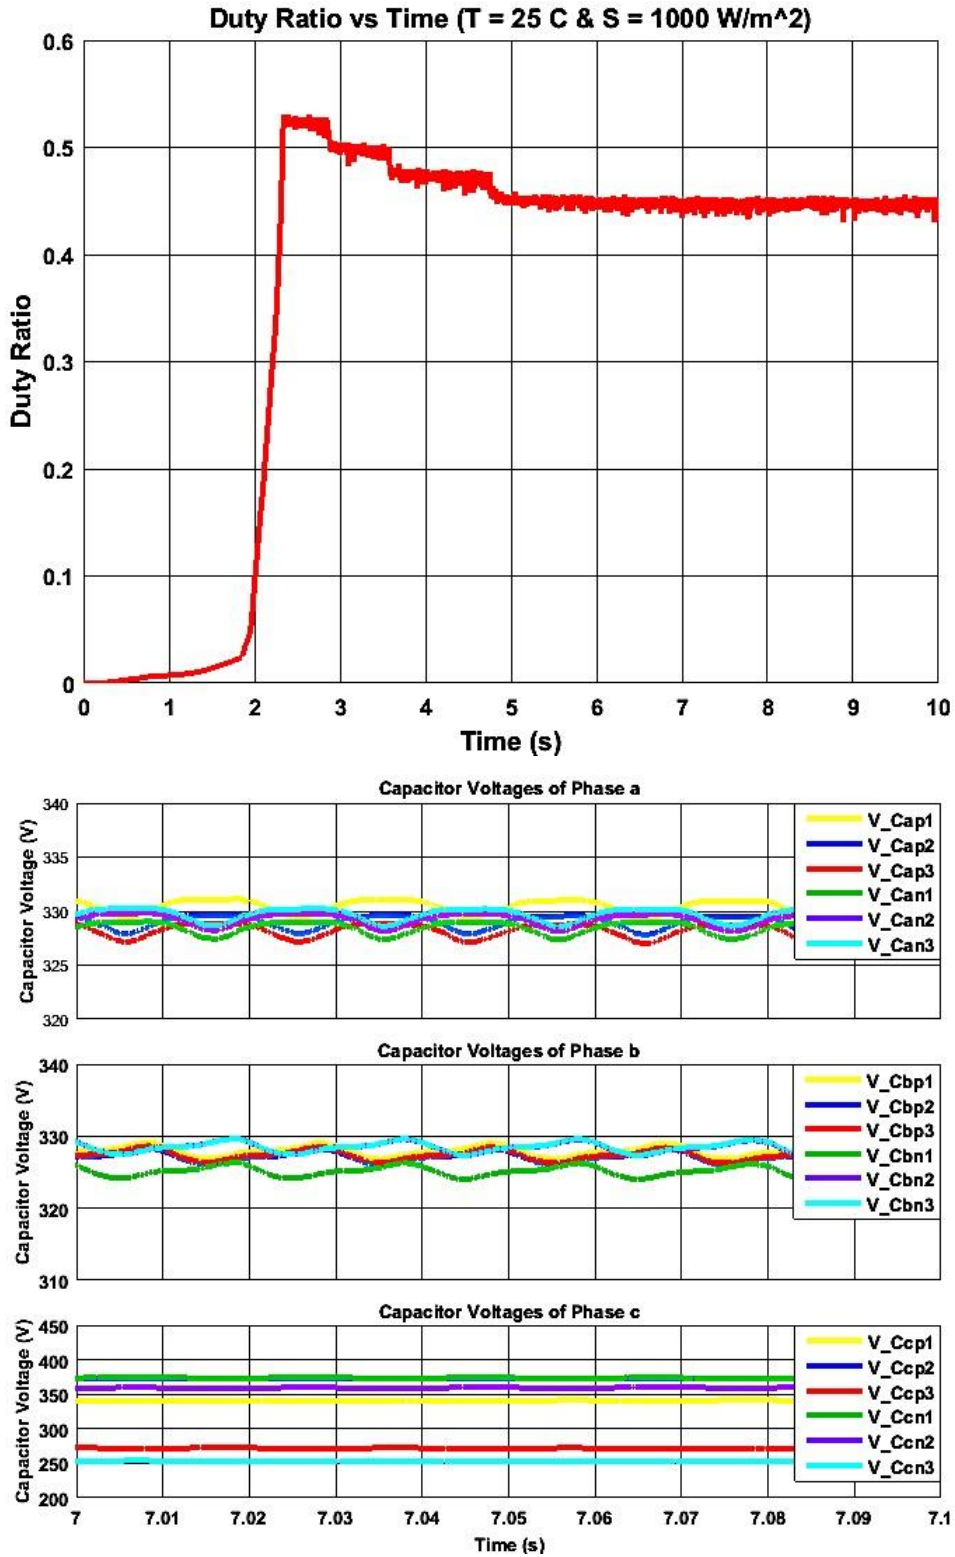 Duty Ratio vs Time (T = 25 C & S = 1000 W/m^2)
0.6
0.5
0.4
0.3
0.2
0.1
0
Duty Ratio
0 1 2 3 4 5 6 7 8 9 10
Time (s)
Capacitor Voltages of Phase a
340
335
330
325
320
Capacitor Voltage (V)
V_Cap1
V_Cap2
V_Cap3
V_Can1
V_Can2
V_Can3
Capacitor Voltages of Phase b
340
330
320
310
Capacitor Voltage (V)
V_Cbp1
V_Cbp2
V_Cbp3
V_Cbn1
V_Cbn2
V_Cbn3
Capacitor Voltages of Phase c
450
400
350
300
250
200
Capacitor Voltage (V)
V_Ccp1
V_Ccp2
V_Ccp3
V_Ccn1
V_Ccn2
V_Ccn3
7 7.01 7.02 7.03 7.04 7.05 7.06 7.07 7.08 7.09 7.1
Time (s)